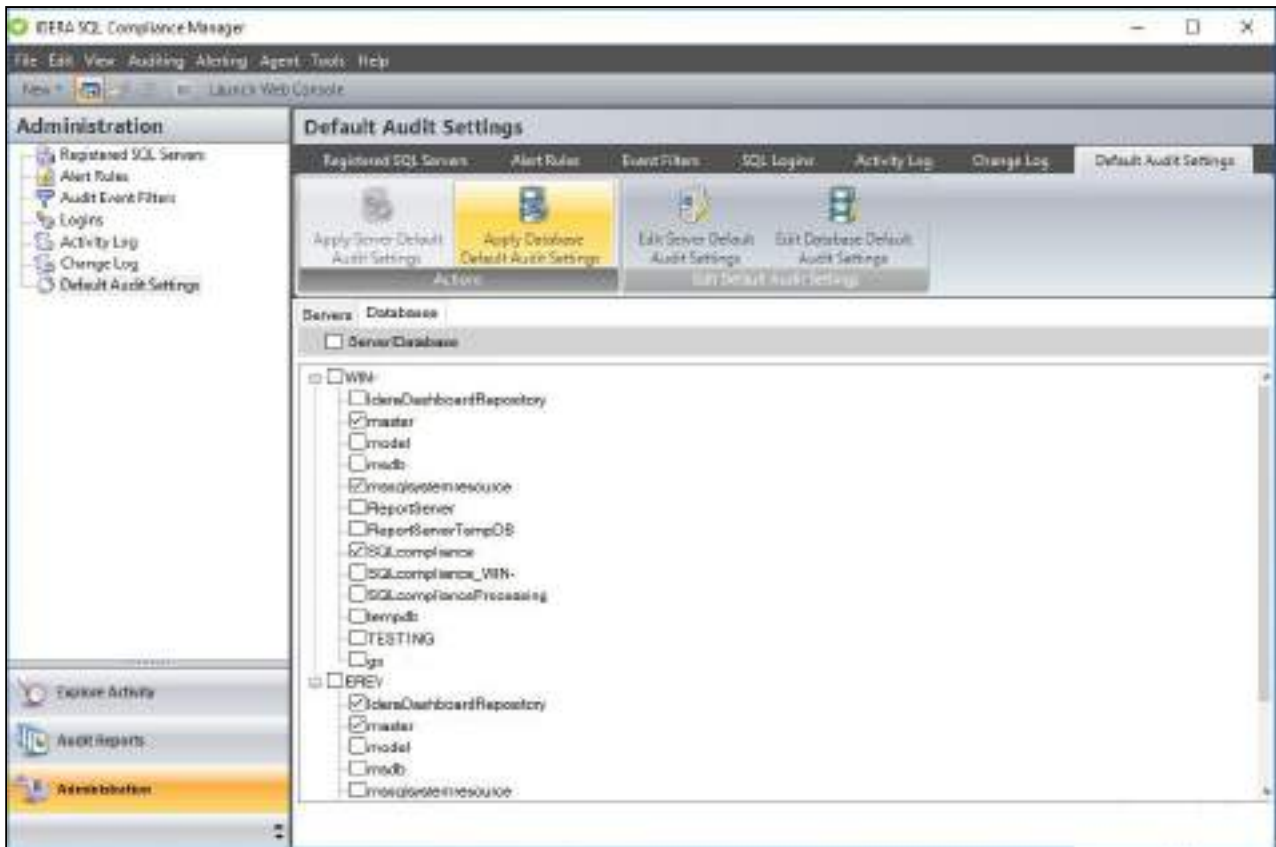 IDERA SQL Compliance Manager
File Edit View Auditing Alerting Agent Tools Help
New Launch Web Console
Administration
Registered SQL Servers
Alert Rules
Audit Event Filters
Logins
Activity Log
Change Log
Default Audit Settings
Explore Activity
Audit Reports
Administration
Default Audit Settings
Registered SQL Servers Alert Rules Event Filters SQL Logins Activity Log Change Log Default Audit Settings
Apply Server Default Audit Settings
Apply Database Default Audit Settings
Edit Server Default Audit Settings
Edit Database Default Audit Settings
Actions
Edit Default Audit Settings
Servers Databases
Server/Database
WIN-
IderaDashboardRepository
master
model
msdb
mssqlsystemresource
ReportServer
ReportServerTempDB
SQLcompliance
SQLcompliance_WIN-
SQLcomplianceProcessing
tempdb
TESTING
gs
EREV
IderaDashboardRepository
master
model
msdb
mssqlsystemresource